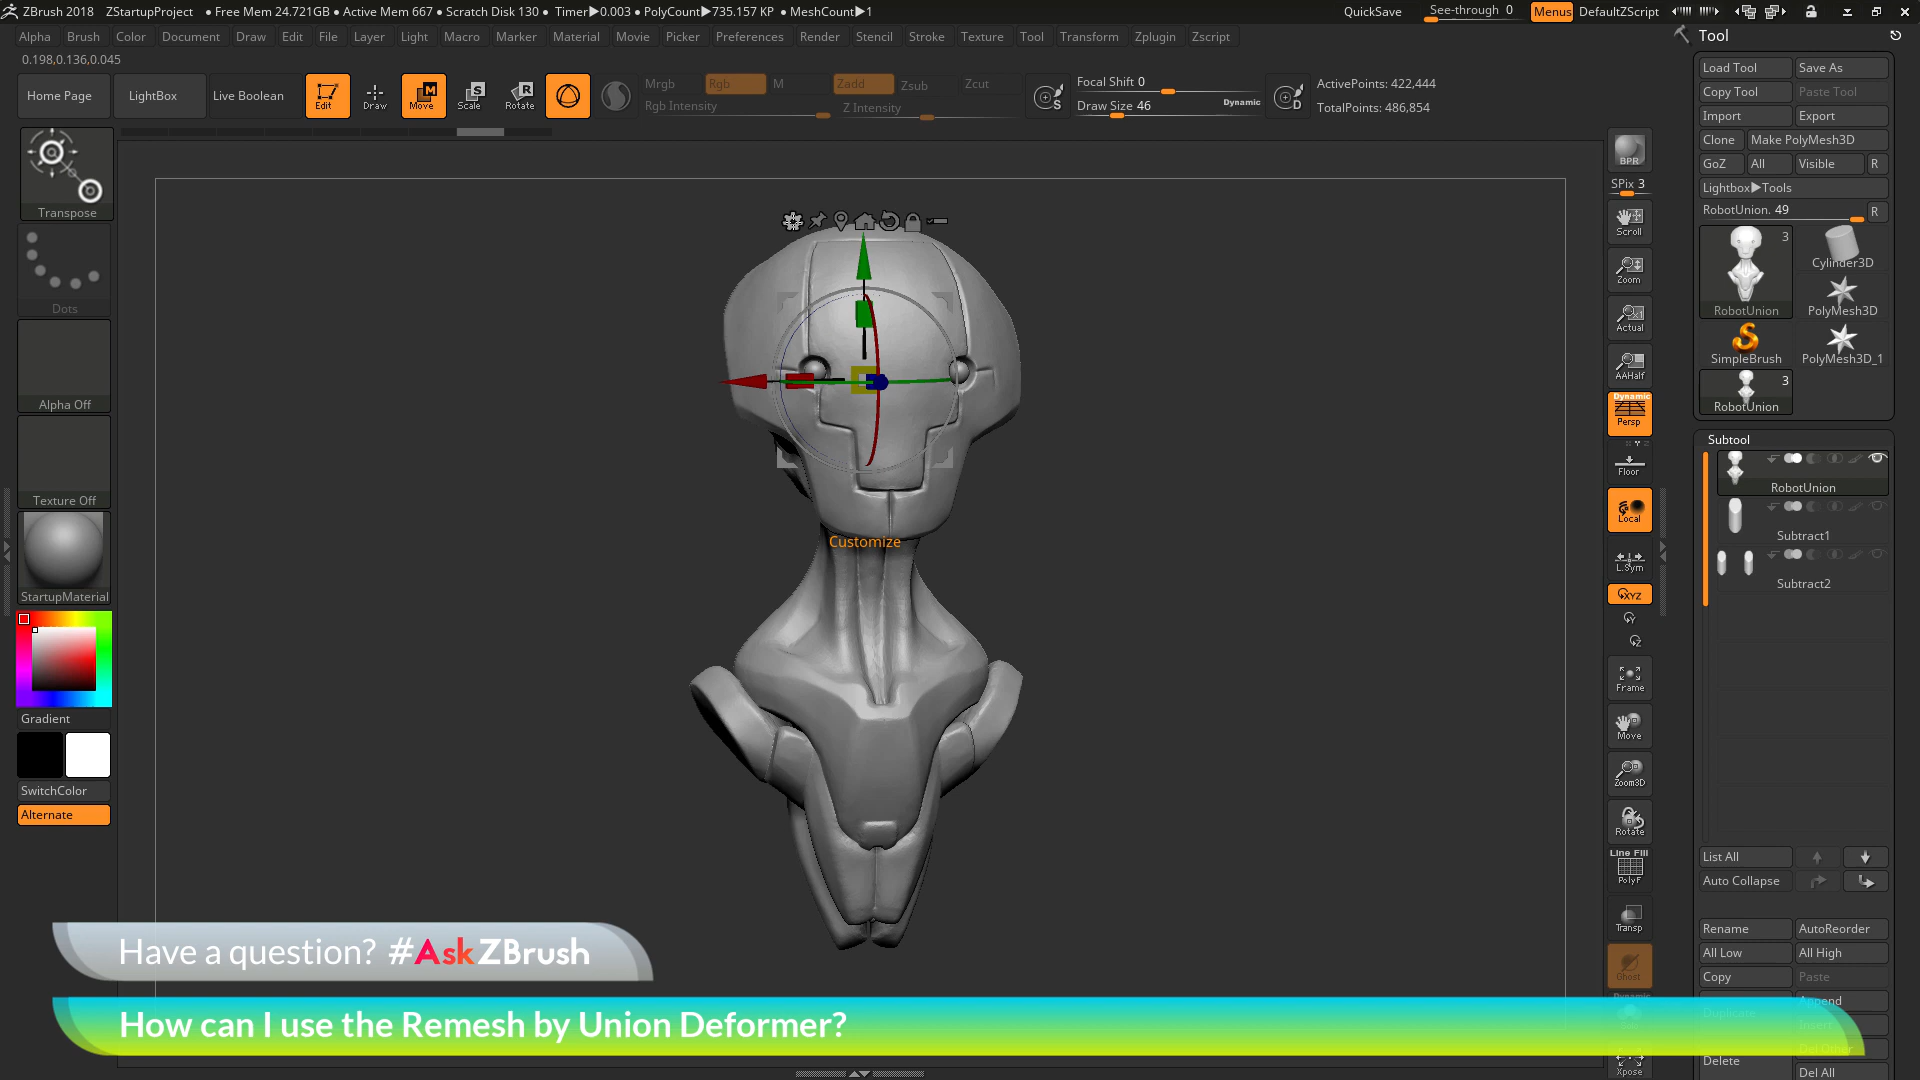 ZBrush 2018 ZStartupProject • Free Mem 24.721GB • Active Mem 667 • Scratch Disk 130 • Timer▶0.003 • PolyCount▶735.157 KP • MeshCount▶1 QuickSave See-through 0 Menus DefaultZScript
Alpha Brush Color Document Draw Edit File Layer Light Macro Marker Material Movie Picker Preferences Render Stencil Stroke Texture Tool Transform Zplugin Zscript
Tool
0.198,0.136,0.045
Home Page LightBox Live Boolean Edit Draw Move Scale Rotate
Mrgb Rgb M Zadd Zsub Zcut
Rgb Intensity Z Intensity
Focal Shift 0
Draw Size 46 Dynamic
S D
ActivePoints: 422,444
TotalPoints: 486,854
Transpose
Dots
Alpha Off
Texture Off
StartupMaterial
Gradient
SwitchColor
Alternate
Customize
BPR
SPix 3
Scroll
Zoom
Actual
AAHalf
Dynamic
Persp
Floor
Local
L.Sym
XYZ
Frame
Move
Zoom3D
Rotate
Line Fill
PolyF
Transp
Ghost
Dynamic
Xpose
Load Tool Save As
Copy Tool Paste Tool
Import Export
Clone Make PolyMesh3D
GoZ All Visible R
Lightbox▶Tools
RobotUnion. 49 R
3
Cylinder3D
RobotUnion PolyMesh3D
SimpleBrush PolyMesh3D_1
3
RobotUnion
Subtool
RobotUnion
Subtract1
Subtract2
List All
Auto Collapse
Rename AutoReorder
All Low All High
Copy Paste
Append
Duplicate
Insert
Delete Del Other
Del All
Have a question? #AskZBrush
How can I use the Remesh by Union Deformer?